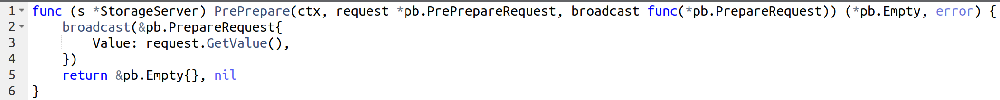 1 func (s *StorageServer) PrePrepare(ctx, request *pb.PrePrepareRequest, broadcast func(*pb.PrepareRequest)) (*pb.Empty, error) {
2     broadcast(&pb.PrepareRequest{
3         Value: request.GetValue(),
4     })
5     return &pb.Empty{}, nil
6 }